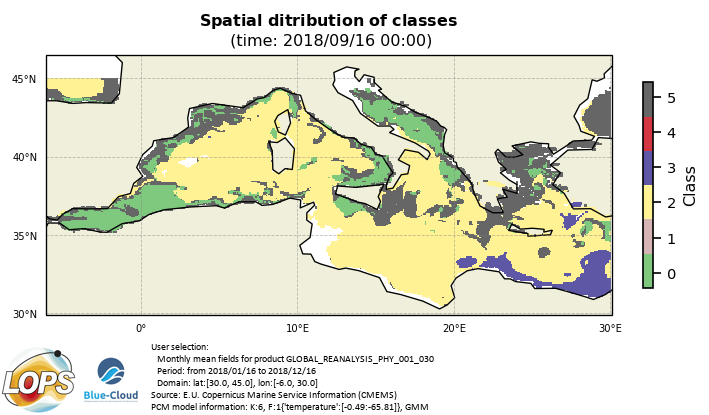 Spatial ditribution of classes
(time: 2018/09/16 00:00)
45°N
40°N
35°N
30°N
0°
10°E
20°E
30°E
5
4
3
2
1
0
Class
User selection:
Monthly mean fields for product GLOBAL_REANALYSIS_PHY_001_030
Period: from 2018/01/16 to 2018/12/16
Domain: lat:[30.0, 45.0], lon:[-6.0, 30.0]
Source: E.U. Copernicus Marine Service Information (CMEMS)
PCM model information: K:6, F:1{'temperature':[-0.49:-65.81]}, GMM
LOPS
Blue-Cloud